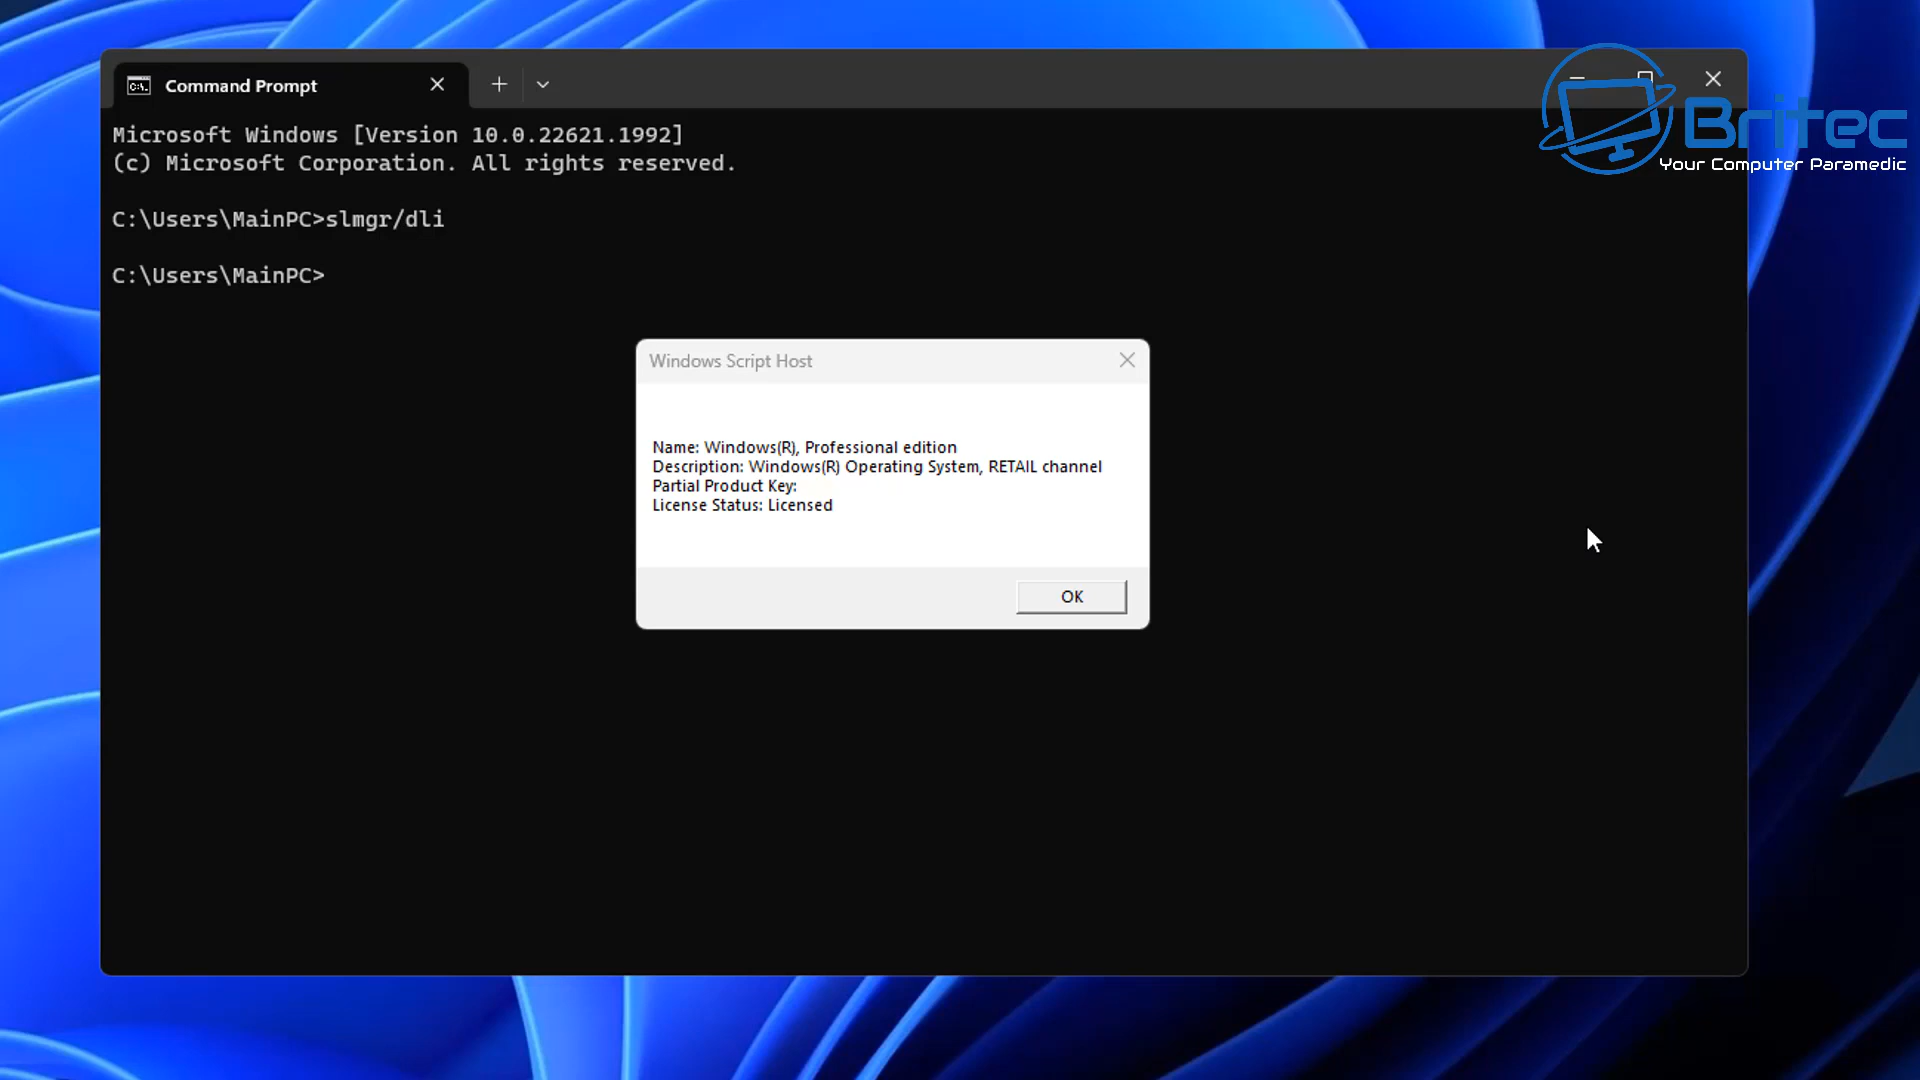 Command Prompt
Microsoft Windows [Version 10.0.22621.1992]
(c) Microsoft Corporation. All rights reserved.
C:\Users\MainPC>slmgr/dli
C:\Users\MainPC>
Windows Script Host
Name: Windows(R), Professional edition
Description: Windows(R) Operating System, RETAIL channel
Partial Product Key:
License Status: Licensed
OK
Britec
Your Computer Paramedic